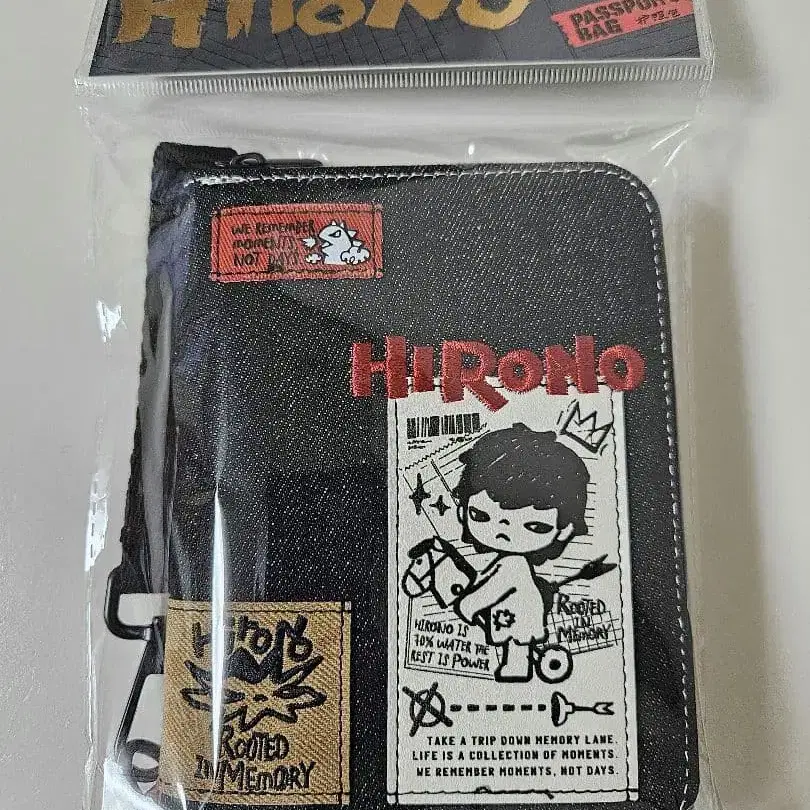 HIRONO
PASSPORT
BAG
WE REMEMBER
MOMENTS
NOT DAYS
HIRONO
HIRONO IS
70% WATER THE
REST IS POWER
ROOTED
IN
MEMORY
HIRONO
ROOTED
IN MEMORY
TAKE A TRIP DOWN MEMORY LANE.
LIFE IS A COLLECTION OF MOMENTS.
WE REMEMBER MOMENTS, NOT DAYS.